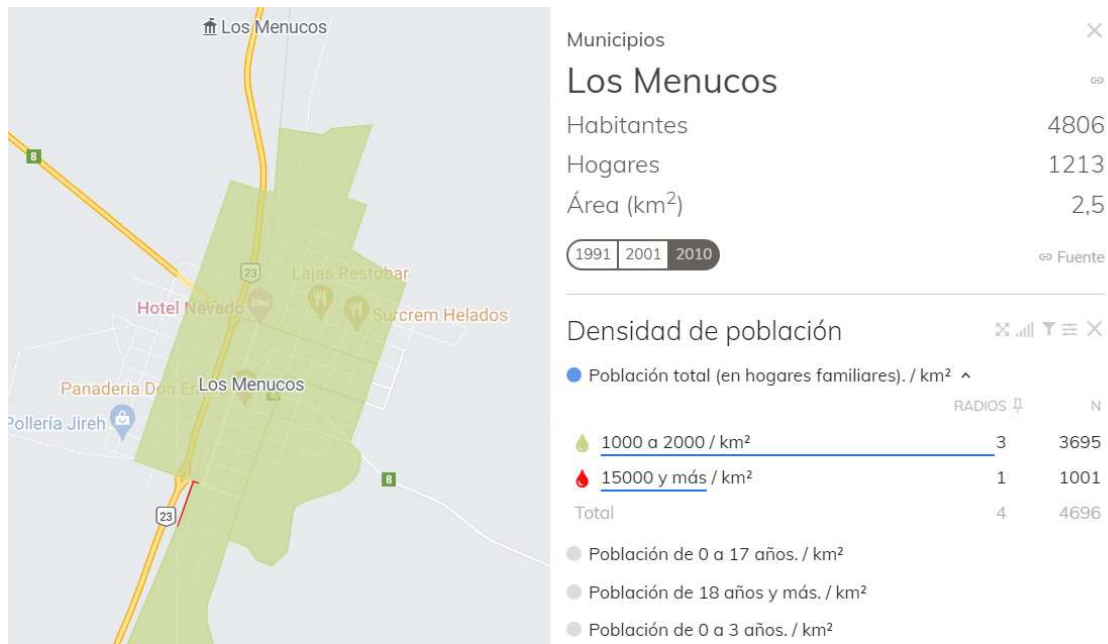 Los Menucos
8
23
Lajas Restobar
Hotel Nevado
Surcrem Helados
Panaderia Don
Los Menucos
Pollería Jireh
8
23
Municipios
Los Menucos
Habitantes 4806
Hogares 1213
Área (km²) 2,5
1991 2001 2010 Fuente
Densidad de población
Población total (en hogares familiares). / km²
RADIOS N
1000 a 2000 / km² 3 3695
15000 y más / km² 1 1001
Total 4 4696
Población de 0 a 17 años. / km²
Población de 18 años y más. / km²
Población de 0 a 3 años. / km²